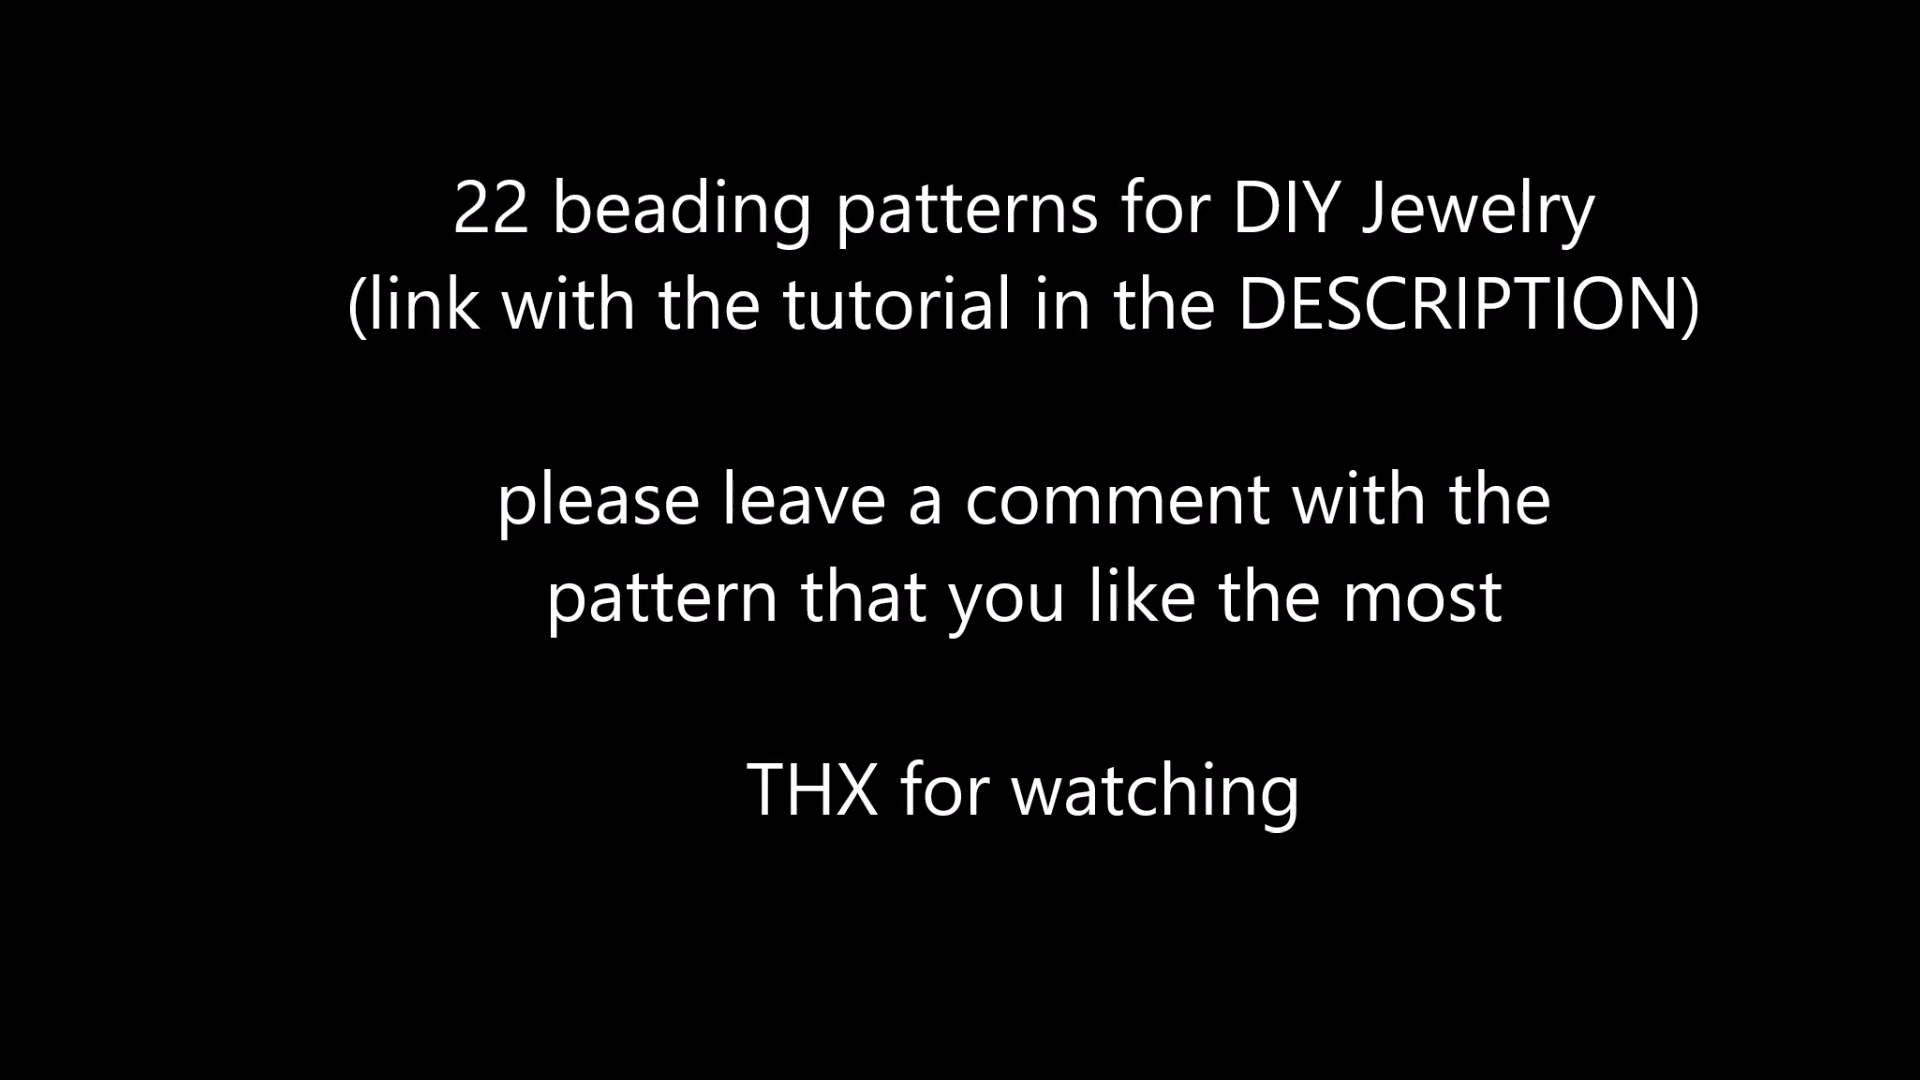 22 beading patterns for DIY Jewelry
(link with the tutorial in the DESCRIPTION)
please leave a comment with the
pattern that you like the most
THX for watching